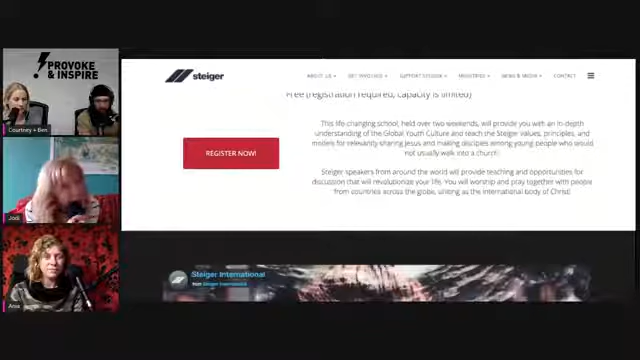 PROVOKE
& INSPIRE
Courtney + Ben
Jodi
steiger
ABOUT US
GET INVOLVED
SUPPORT STEIGER
MINISTRIES
NEWS & MEDIA
CONTACT
Free (registration required, capacity is limited)
REGISTER NOW!
This life-changing school, held over two weekends, will provide you with an in-depth
understanding of the Global Youth Culture and teach the Steiger values, principles, and
models for relevantly sharing Jesus and making disciples among young people who would
not usually walk into a church.
Steiger speakers from around the world will provide teaching and opportunities for
discussion that will revolutionize your life. You will worship and pray together with people
from countries across the globe, uniting as the international body of Christ!
Steiger International
from Steiger International